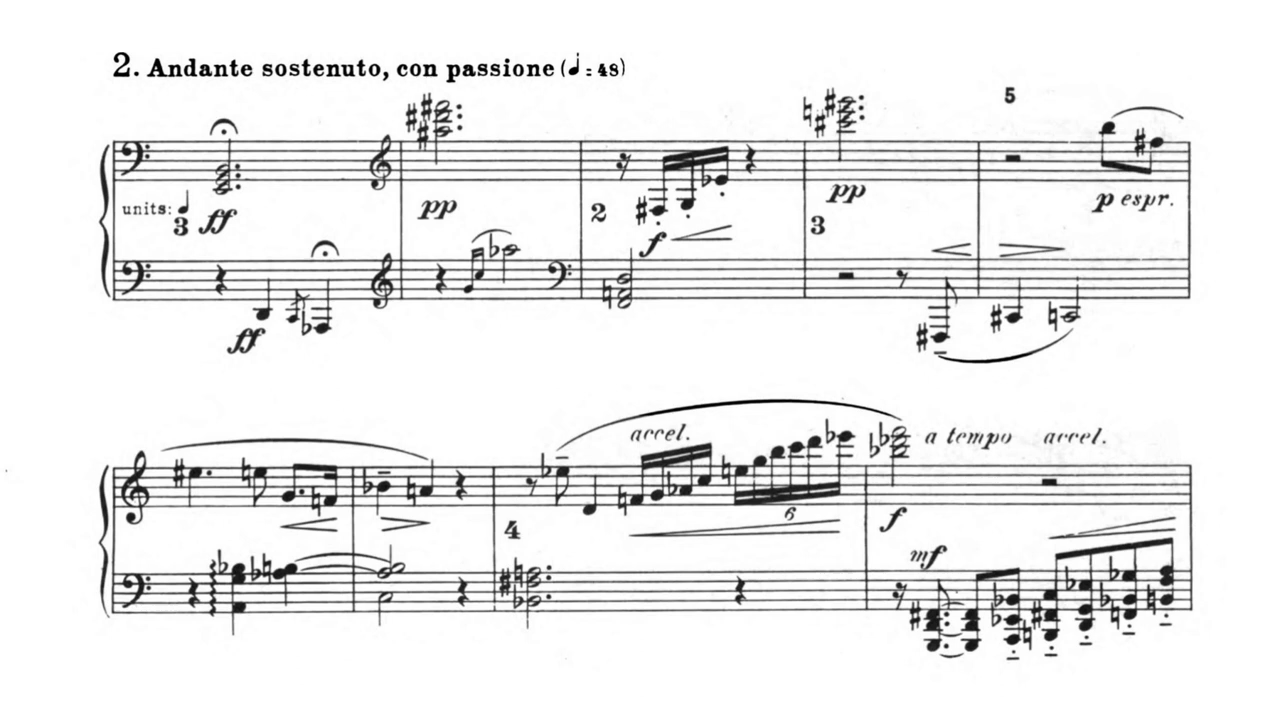 2. Andante sostenuto, con passione (♩ = 48)
5
units: ♩
3 ff
pp
2
f
3
pp
p espr.
ff
accel.
a tempo accel.
4
6
f
mf